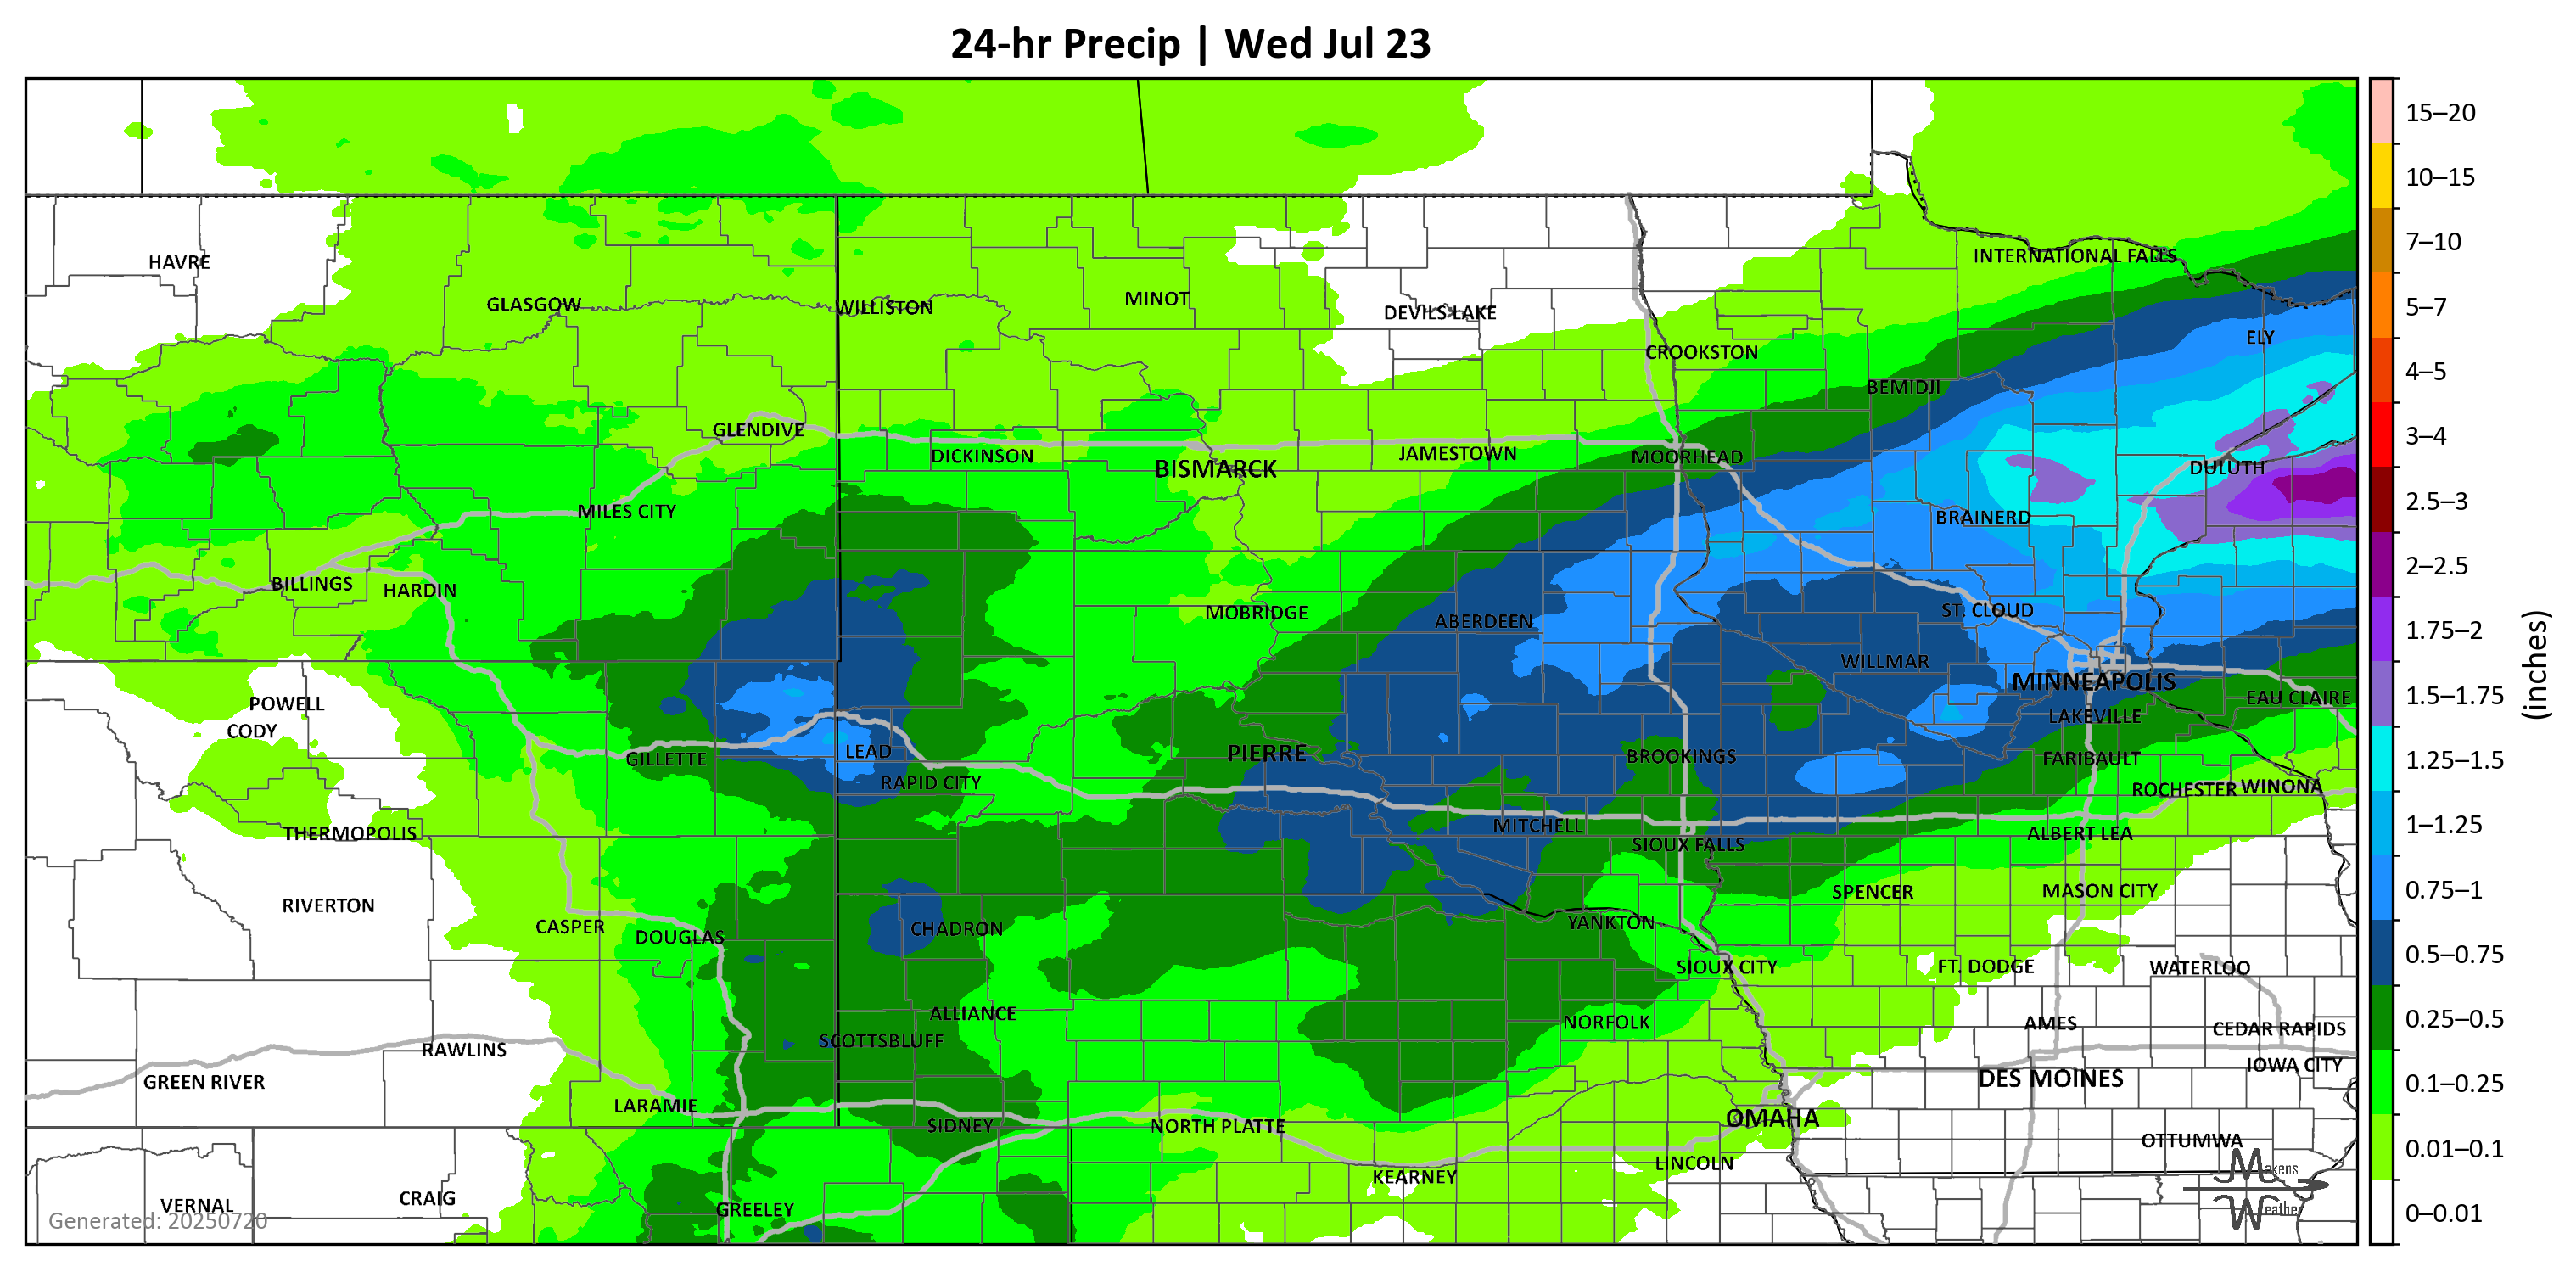 24-hr Precip | Wed Jul 23
15–20
10–15
7–10
5–7
4–5
3–4
2.5–3
2–2.5
1.75–2
1.5–1.75
1.25–1.5
1–1.25
0.75–1
0.5–0.75
0.25–0.5
0.1–0.25
0.01–0.1
0–0.01
(inches)
INTERNATIONAL FALLS
HAVRE
MINOT
GLASGOW
WILLISTON
DEVILS LAKE
ELY
CROOKSTON
BEMIDJI
GLENDIVE
DICKINSON
BISMARCK
JAMESTOWN
MOORHEAD
DULUTH
MILES CITY
BRAINERD
BILLINGS
HARDIN
MOBRIDGE
ABERDEEN
ST. CLOUD
WILLMAR
MINNEAPOLIS
EAU CLAIRE
POWELL
CODY
LAKEVILLE
GILLETTE
LEAD
PIERRE
BROOKINGS
FARIBAULT
RAPID CITY
ROCHESTER
WINONA
THERMOPOLIS
MITCHELL
SIOUX FALLS
ALBERT LEA
RIVERTON
SPENCER
MASON CITY
CASPER
DOUGLAS
CHADRON
YANKTON
SIOUX CITY
FT. DODGE
WATERLOO
ALLIANCE
NORFOLK
AMES
CEDAR RAPIDS
SCOTTSBLUFF
RAWLINS
IOWA CITY
GREEN RIVER
DES MOINES
LARAMIE
SIDNEY
NORTH PLATTE
OMAHA
OTTUMWA
LINCOLN
KEARNEY
VERNAL
CRAIG
GREELEY
Generated: 20250720
Makens
Weather